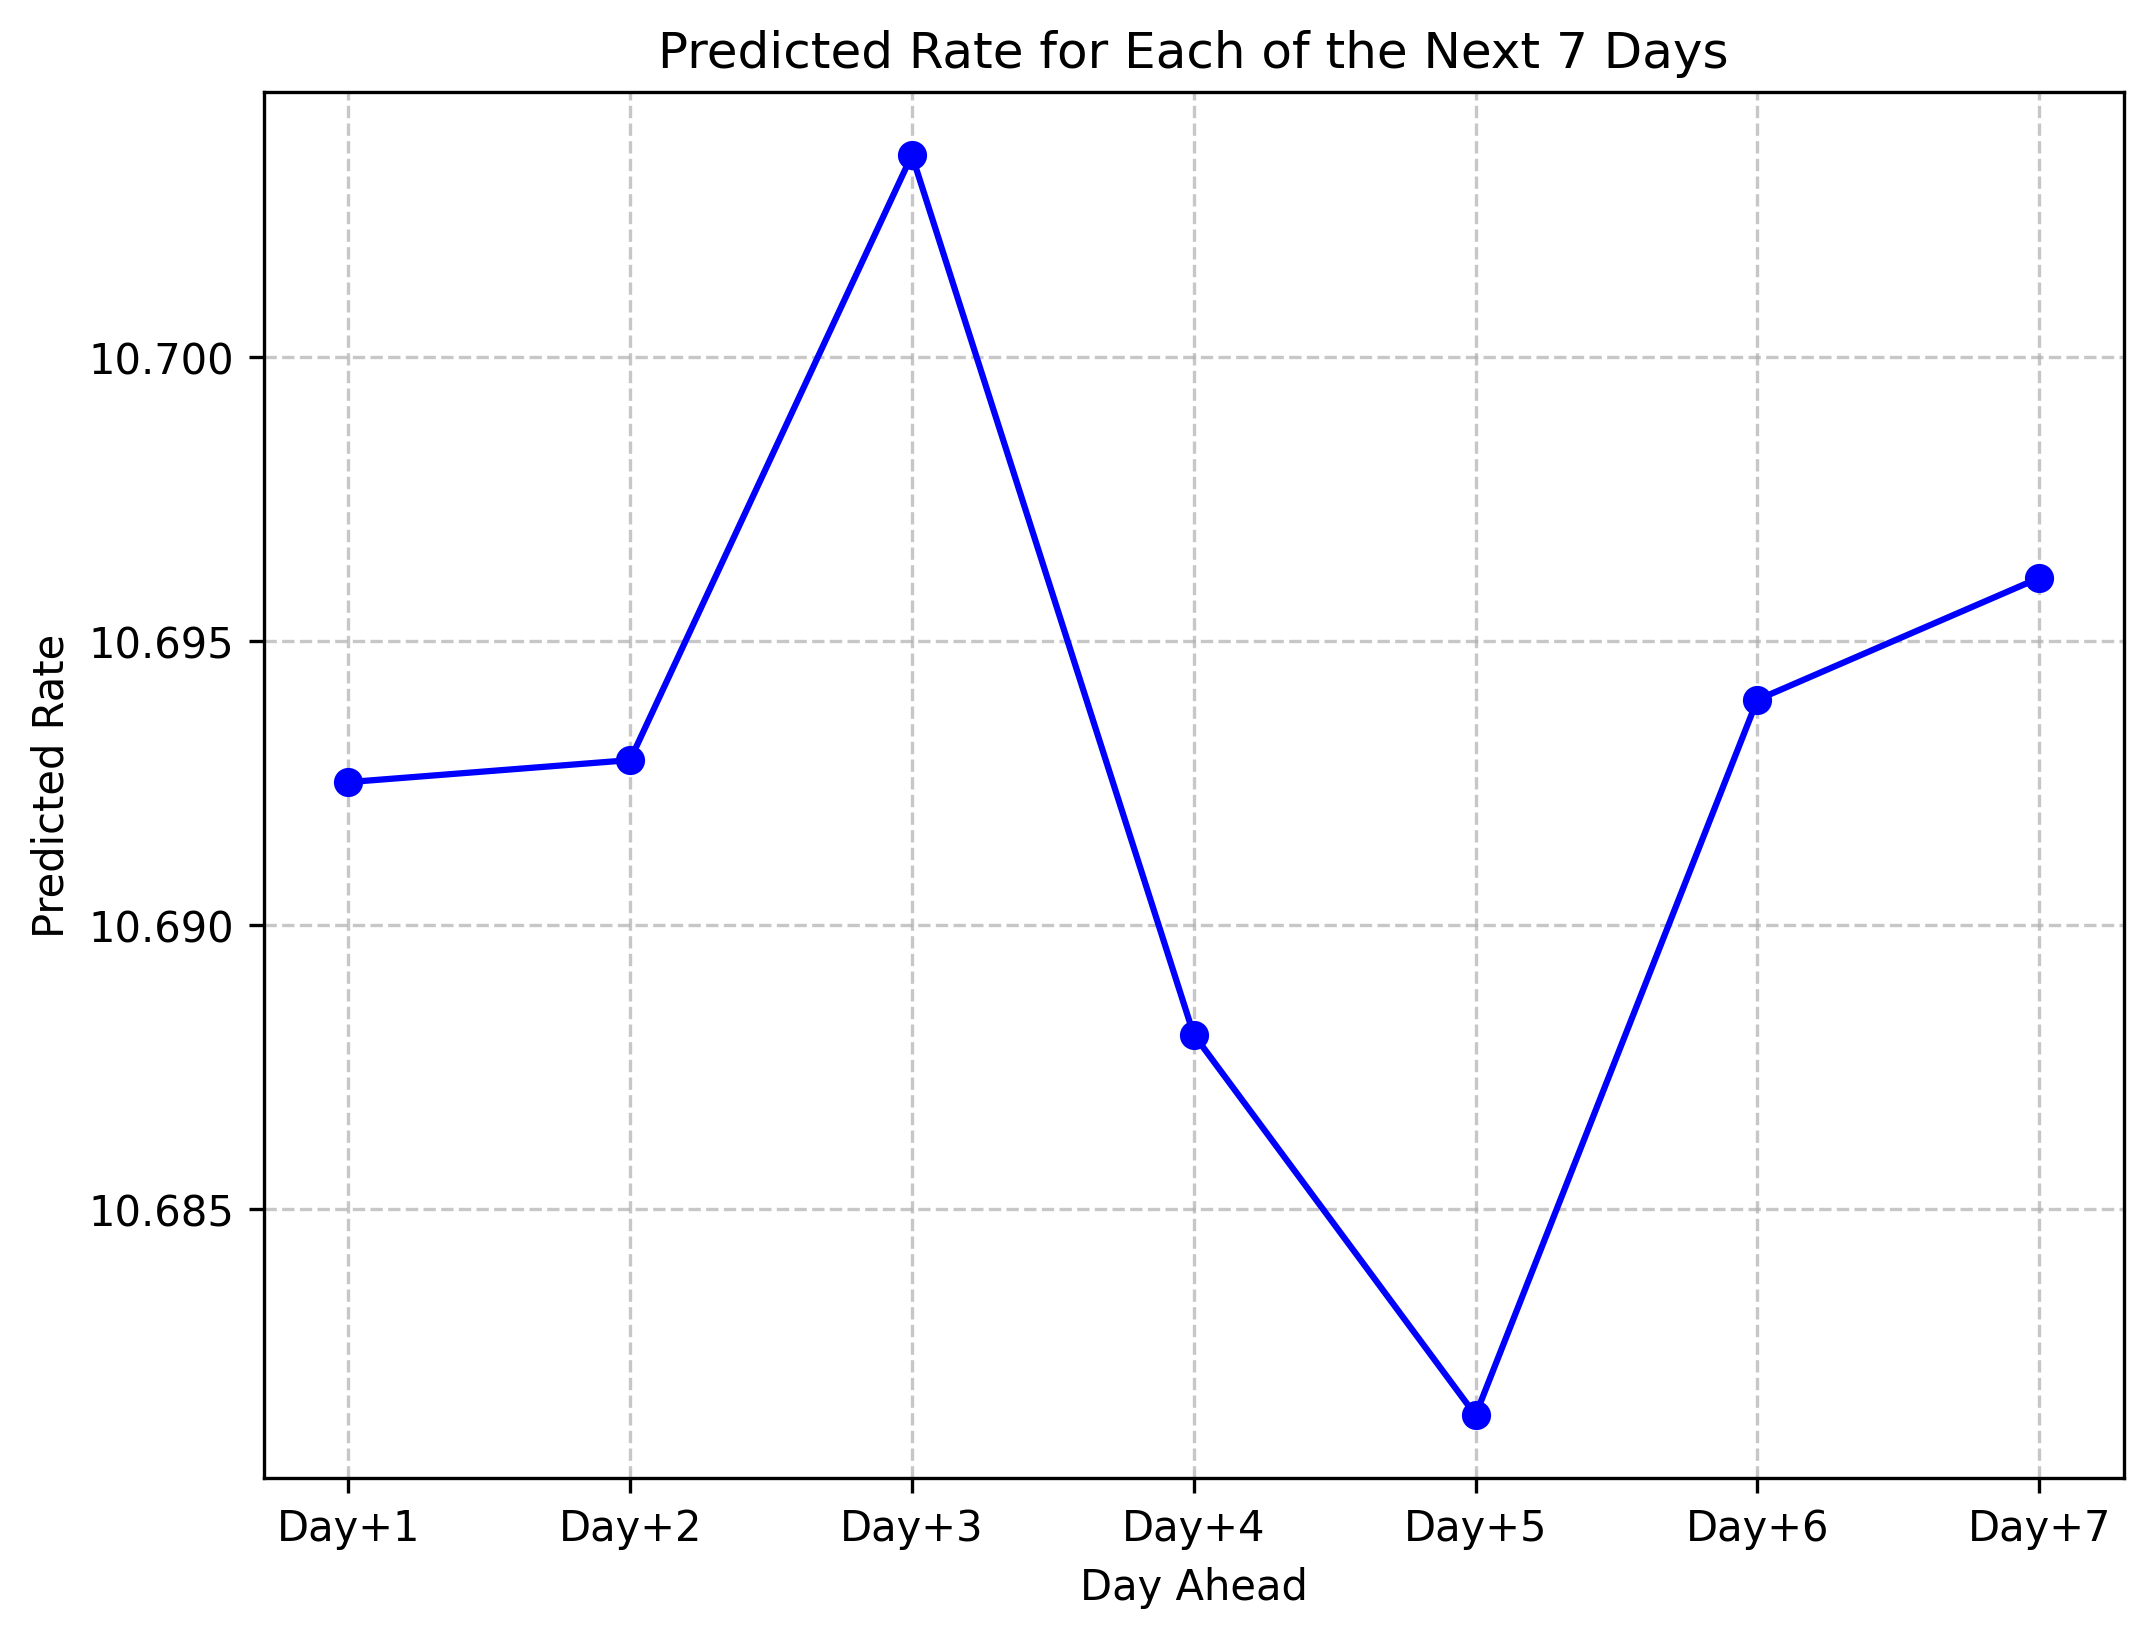 Predicted Rate for Each of the Next 7 Days
Predicted Rate
10.700
10.695
10.690
10.685
Day+1 Day+2 Day+3 Day+4 Day+5 Day+6 Day+7
Day Ahead